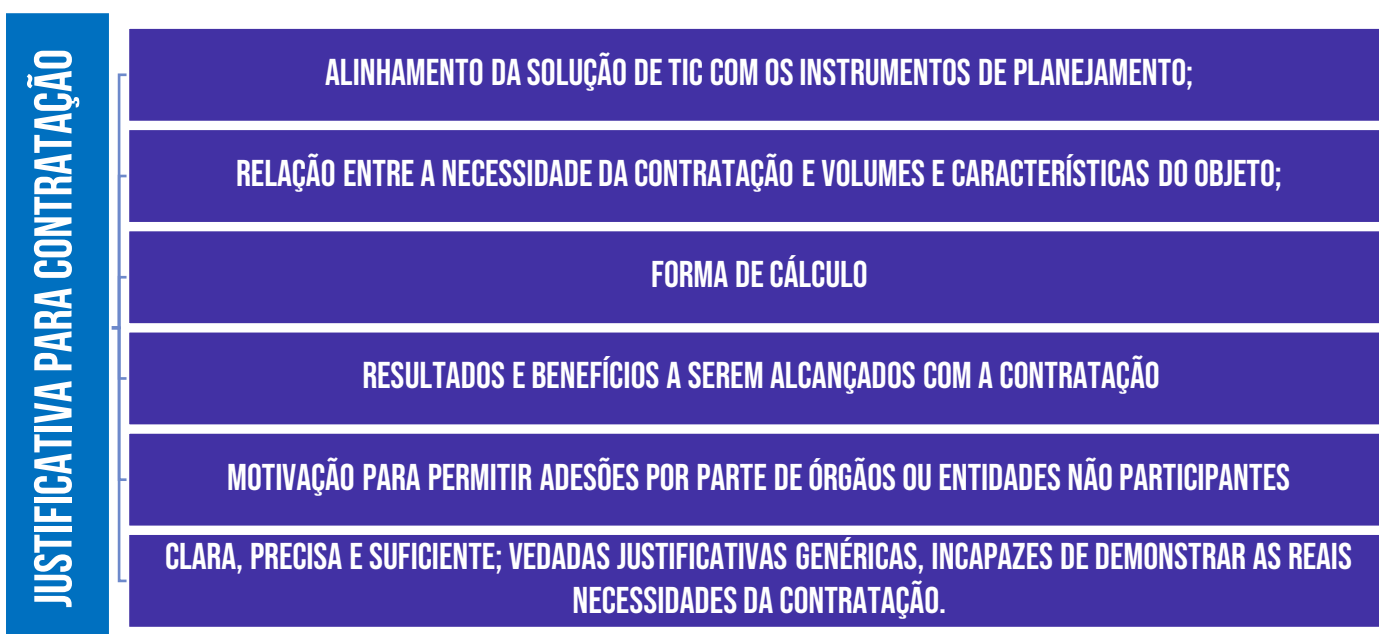 JUSTIFICATIVA PARA CONTRATAÇÃO
ALINHAMENTO DA SOLUÇÃO DE TIC COM OS INSTRUMENTOS DE PLANEJAMENTO;
RELAÇÃO ENTRE A NECESSIDADE DA CONTRATAÇÃO E VOLUMES E CARACTERÍSTICAS DO OBJETO;
FORMA DE CÁLCULO
RESULTADOS E BENEFÍCIOS A SEREM ALCANÇADOS COM A CONTRATAÇÃO
MOTIVAÇÃO PARA PERMITIR ADESÕES POR PARTE DE ÓRGÃOS OU ENTIDADES NÃO PARTICIPANTES
CLARA, PRECISA E SUFICIENTE; VEDADAS JUSTIFICATIVAS GENÉRICAS, INCAPAZES DE DEMONSTRAR AS REAIS
NECESSIDADES DA CONTRATAÇÃO.